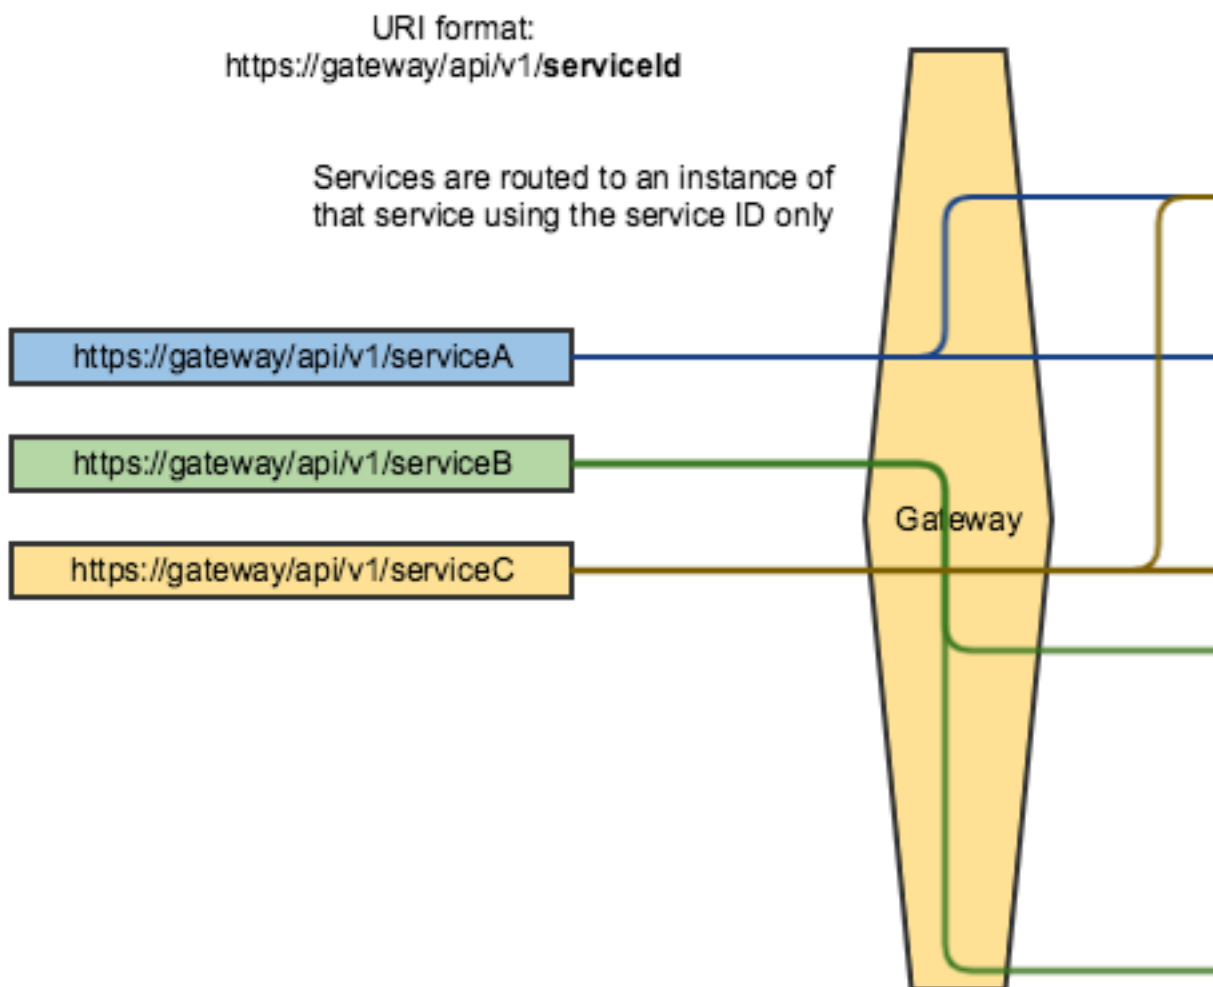 URI format:
https://gateway/api/v1/serviceId
Services are routed to an instance of
that service using the service ID only
https://gateway/api/v1/serviceA
https://gateway/api/v1/serviceB
Gateway
https://gateway/api/v1/serviceC